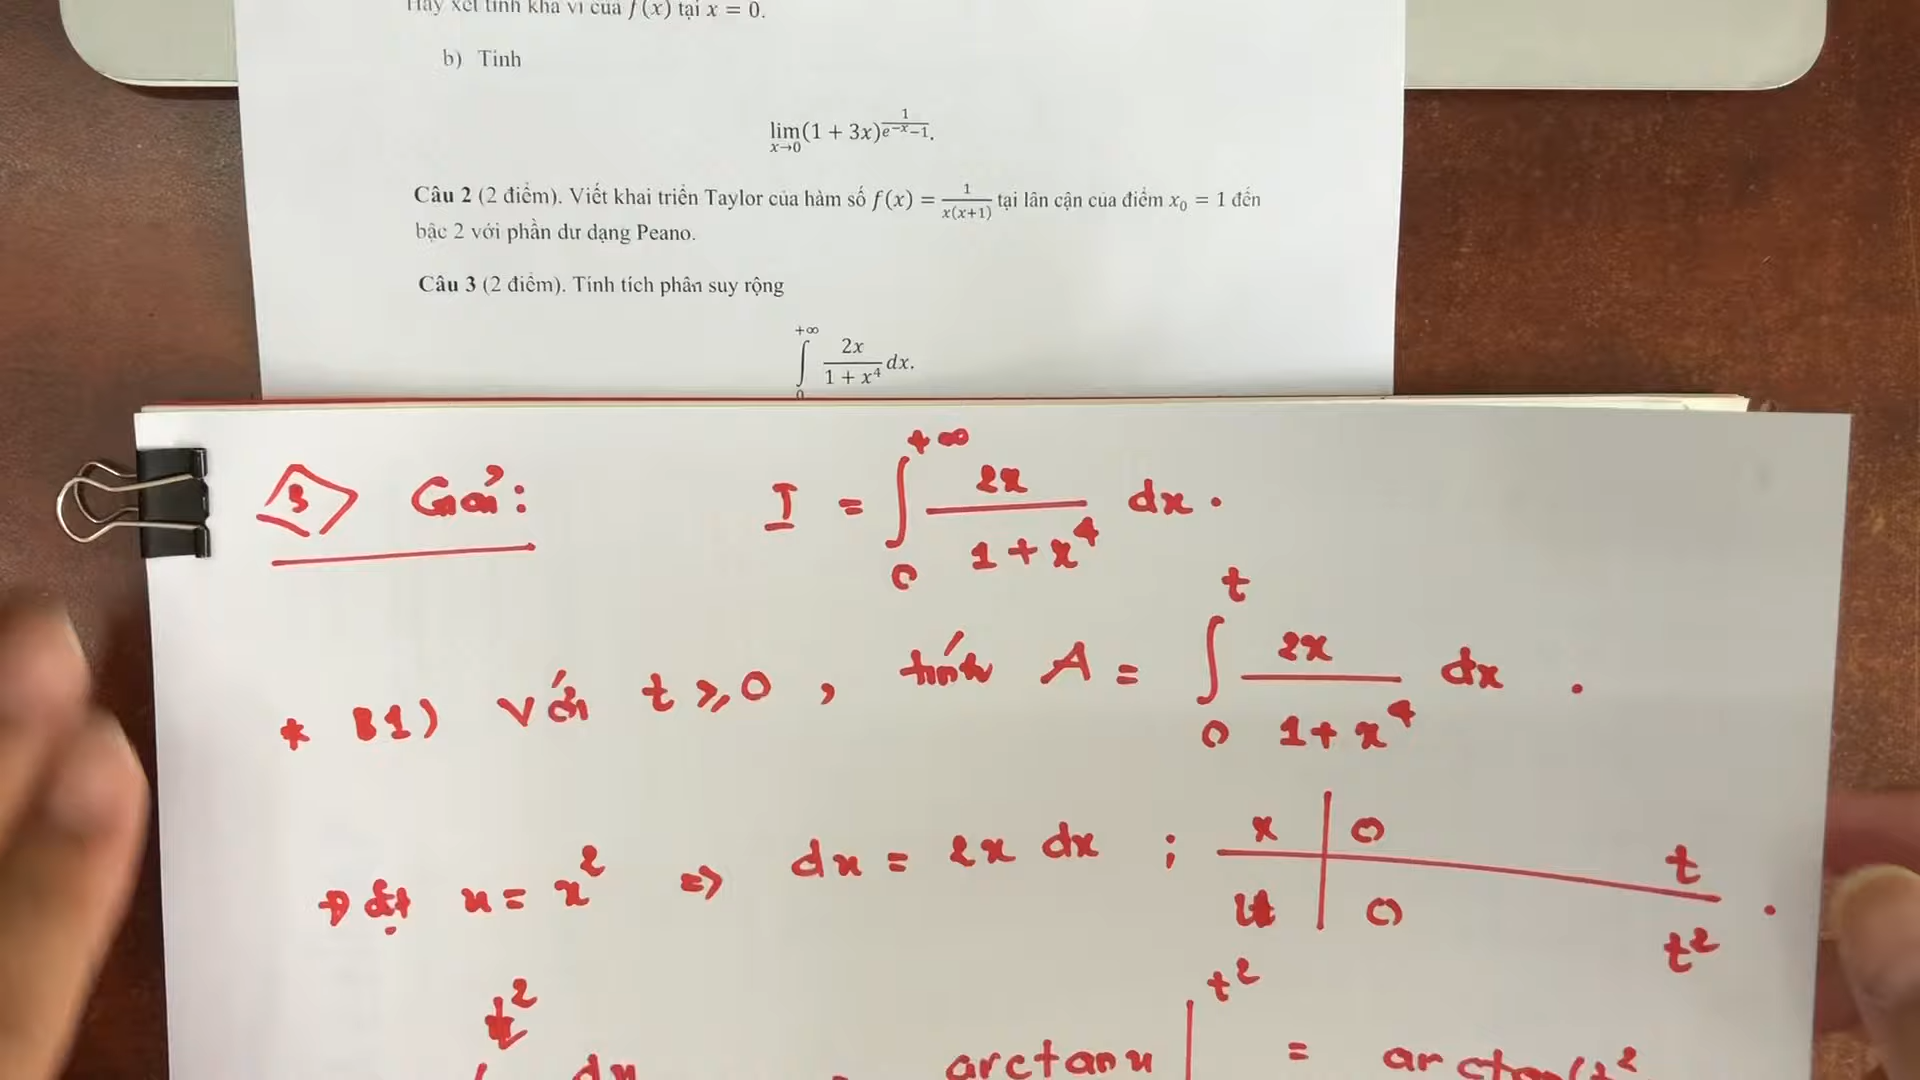 Hãy xét tính khả vi của f(x) tại x = 0.
b) Tính
lim x→0 (1 + 3x)^(1/(e^(-x)-1)).
Câu 2 (2 điểm). Viết khai triển Taylor của hàm số f(x) = 1/(x(x+1)) tại lân cận của điểm x₀ = 1 đến
bậc 2 với phần dư dạng Peano.
Câu 3 (2 điểm). Tính tích phân suy rộng
∫₀^(+∞) 2x/(1 + x⁴) dx.
3 Giải: I = ∫₀^(+∞) 2x/(1 + x⁴) dx.
* B1) Với t ⩾ 0, tính A = ∫₀^t 2x/(1 + x⁴) dx.
→ Đặt u = x² => du = 2x dx ; x | 0 t
u | 0 t².
t² du arctan u | t² = arctan(t²